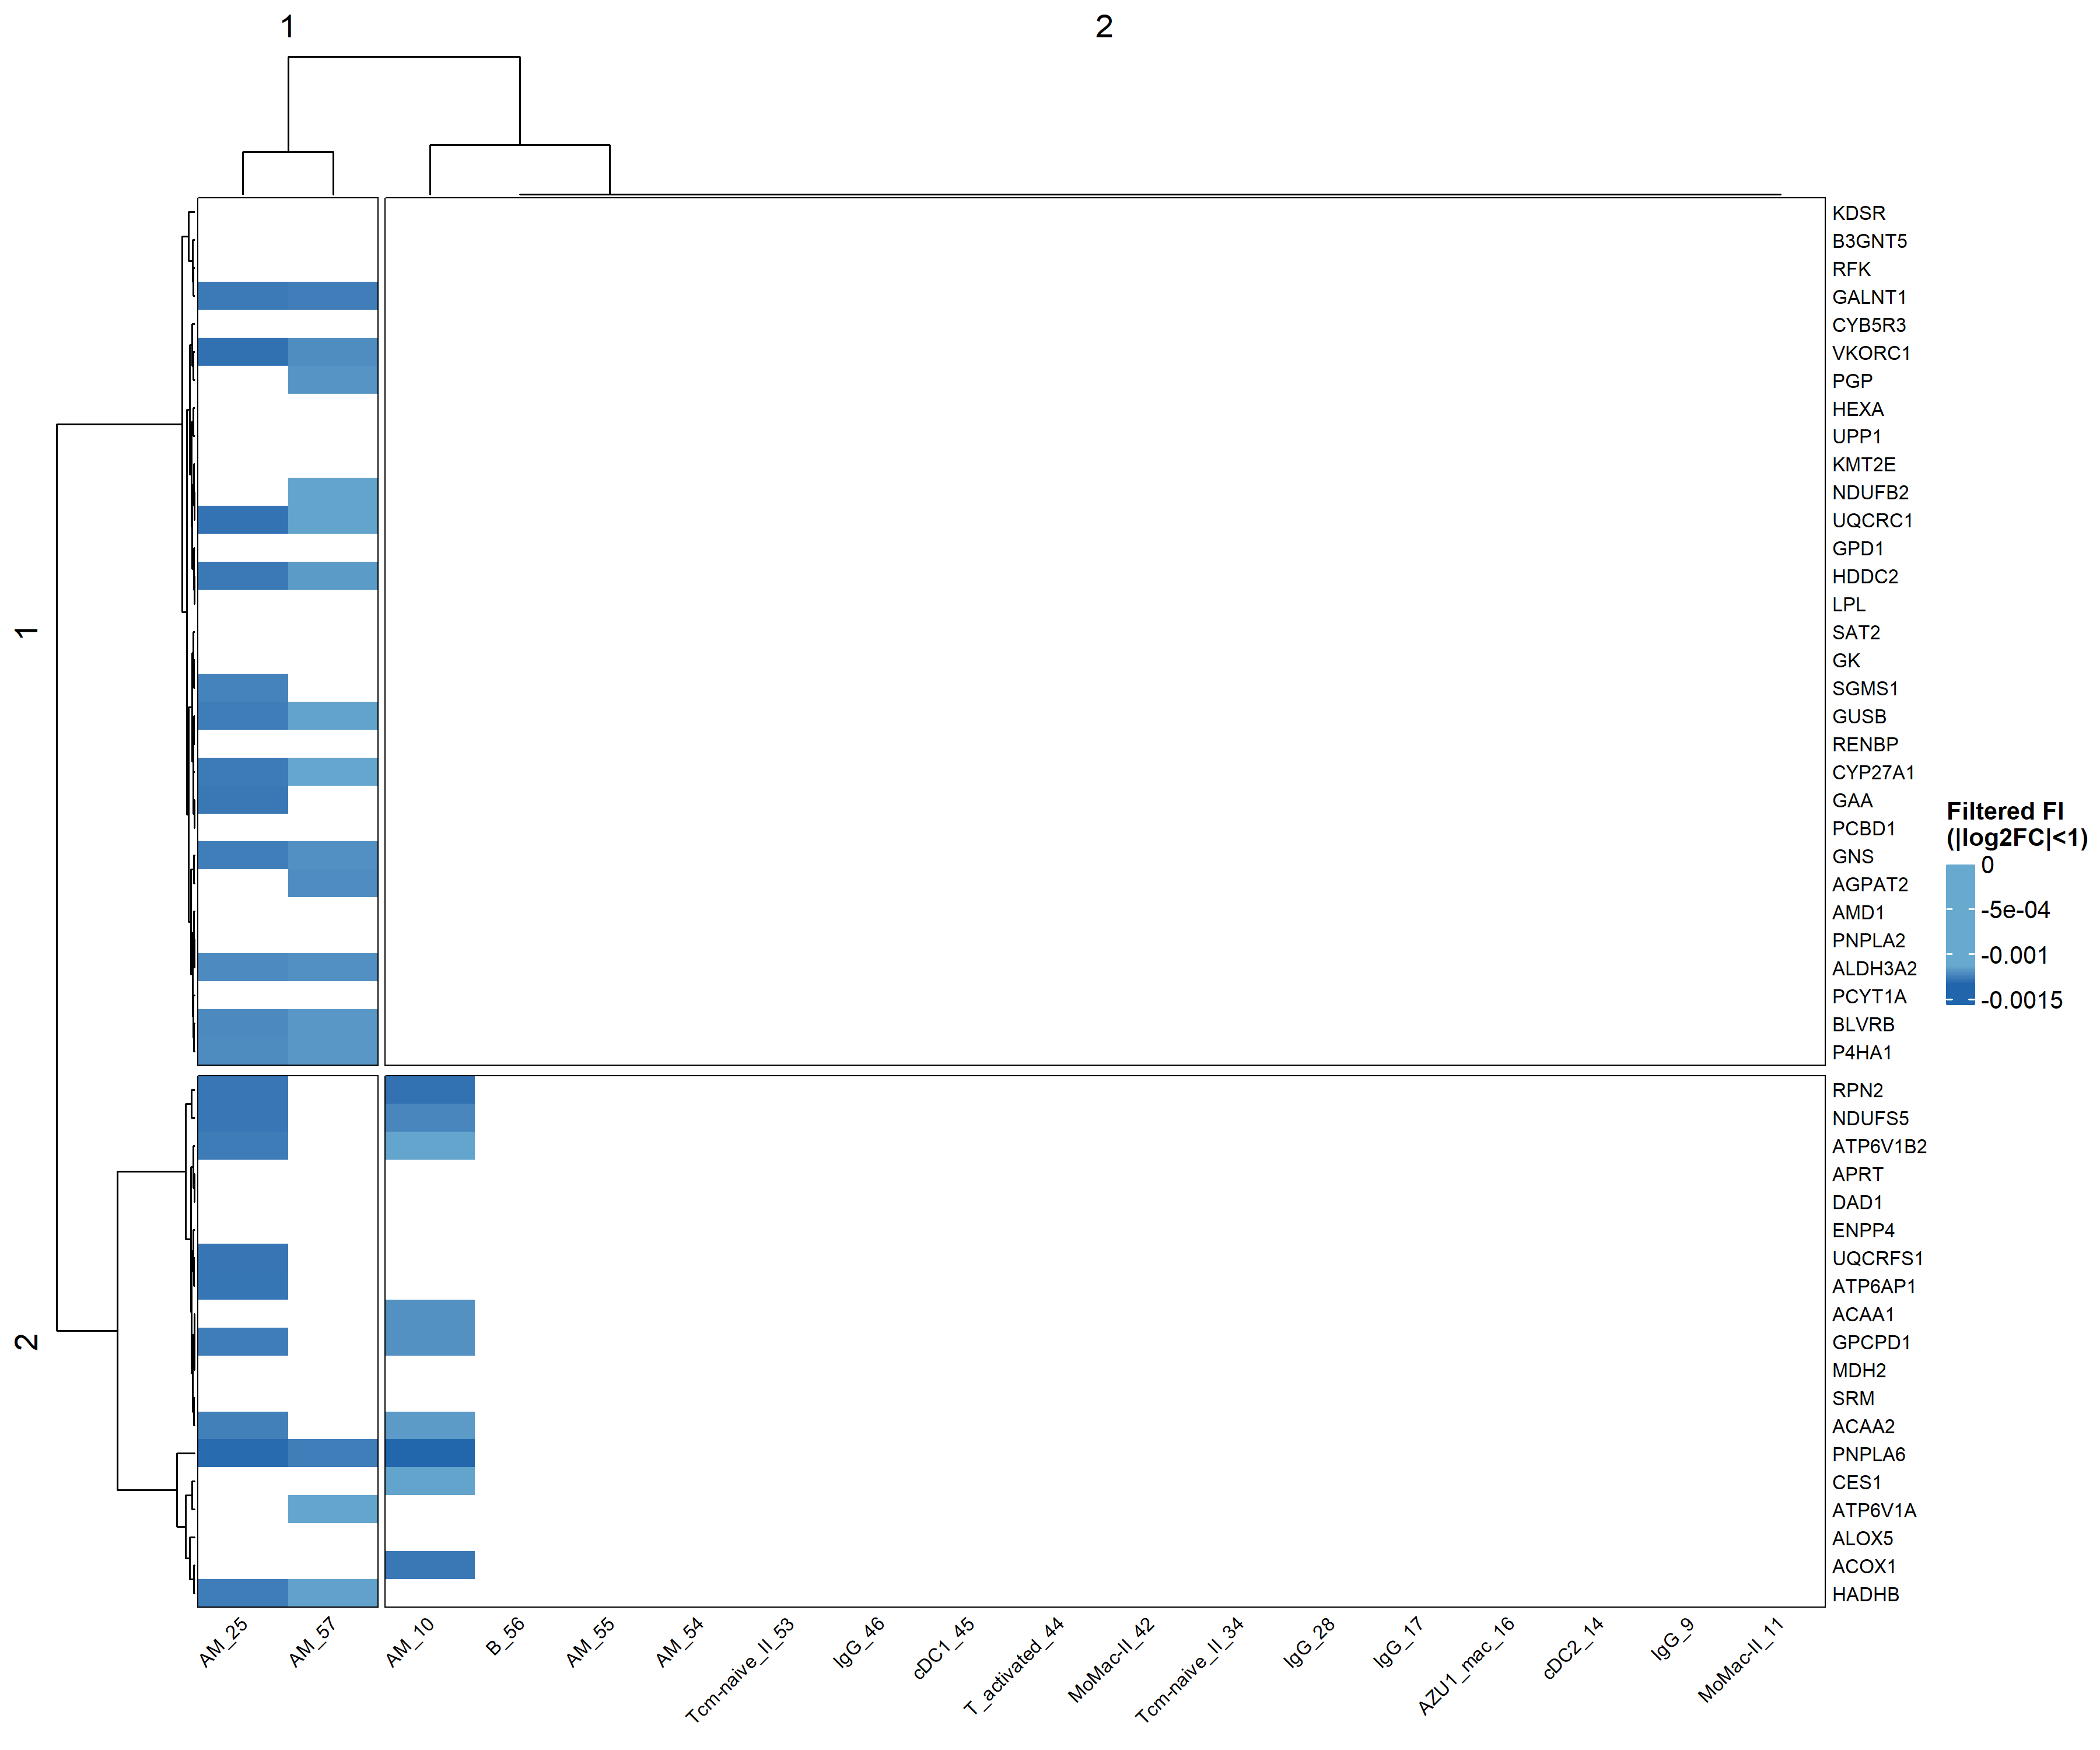 1
2
1
2
KDSR
B3GNT5
RFK
GALNT1
CYB5R3
VKORC1
PGP
HEXA
UPP1
KMT2E
NDUFB2
UQCRC1
GPD1
HDDC2
LPL
SAT2
GK
SGMS1
GUSB
RENBP
CYP27A1
GAA
PCBD1
GNS
AGPAT2
AMD1
PNPLA2
ALDH3A2
PCYT1A
BLVRB
P4HA1
RPN2
NDUFS5
ATP6V1B2
APRT
DAD1
ENPP4
UQCRFS1
ATP6AP1
ACAA1
GPCPD1
MDH2
SRM
ACAA2
PNPLA6
CES1
ATP6V1A
ALOX5
ACOX1
HADHB
Filtered FI
(|log2FC|<1)
0
-5e-04
-0.001
-0.0015
AM_25
AM_57
AM_10
B_56
AM_55
AM_54
Tcm-naive_II_53
IgG_46
cDC1_45
T_activated_44
MoMac-II_42
Tcm-naive_II_34
IgG_28
IgG_17
AZU1_mac_16
cDC2_14
IgG_9
MoMac-II_11